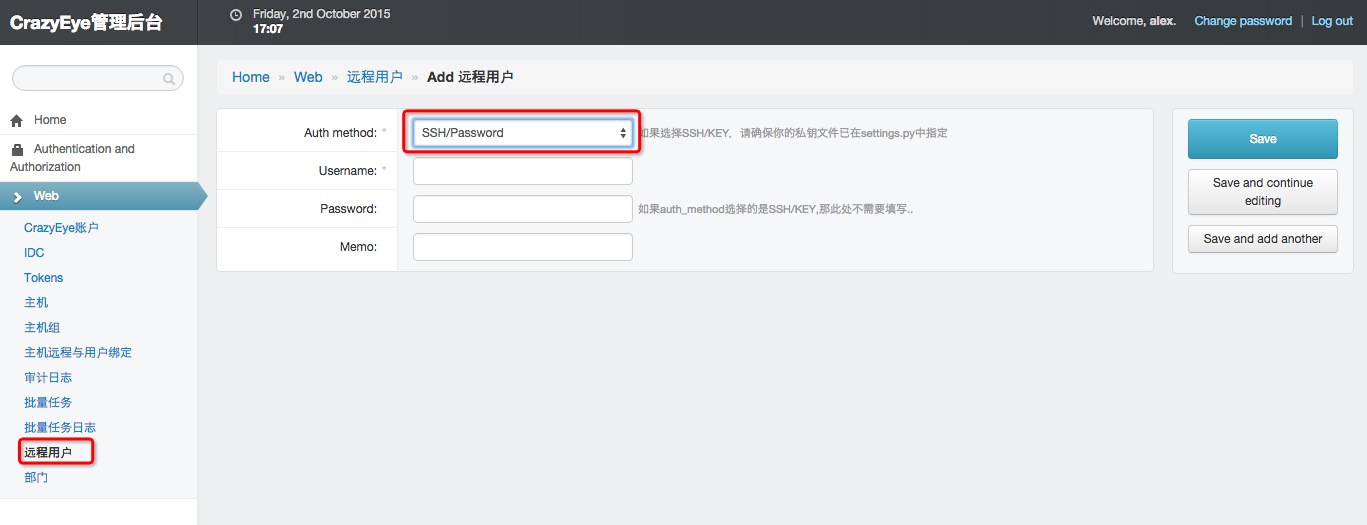 CrazyEye管理后台
Friday, 2nd October 2015
17:07
Welcome, alex. Change password | Log out
Home » Web » 远程用户 » Add 远程用户
Home
Authentication and
Authorization
Web
CrazyEye账户
IDC
Tokens
主机
主机组
主机远程与用户绑定
审计日志
批量任务
批量任务日志
远程用户
部门
Auth method: * SSH/Password 如果选择SSH/KEY，请确保你的私钥文件已在settings.py中指定
Username: *
Password: 如果auth_method选择的是SSH/KEY,那此处不需要填写..
Memo:
Save
Save and continue
editing
Save and add another